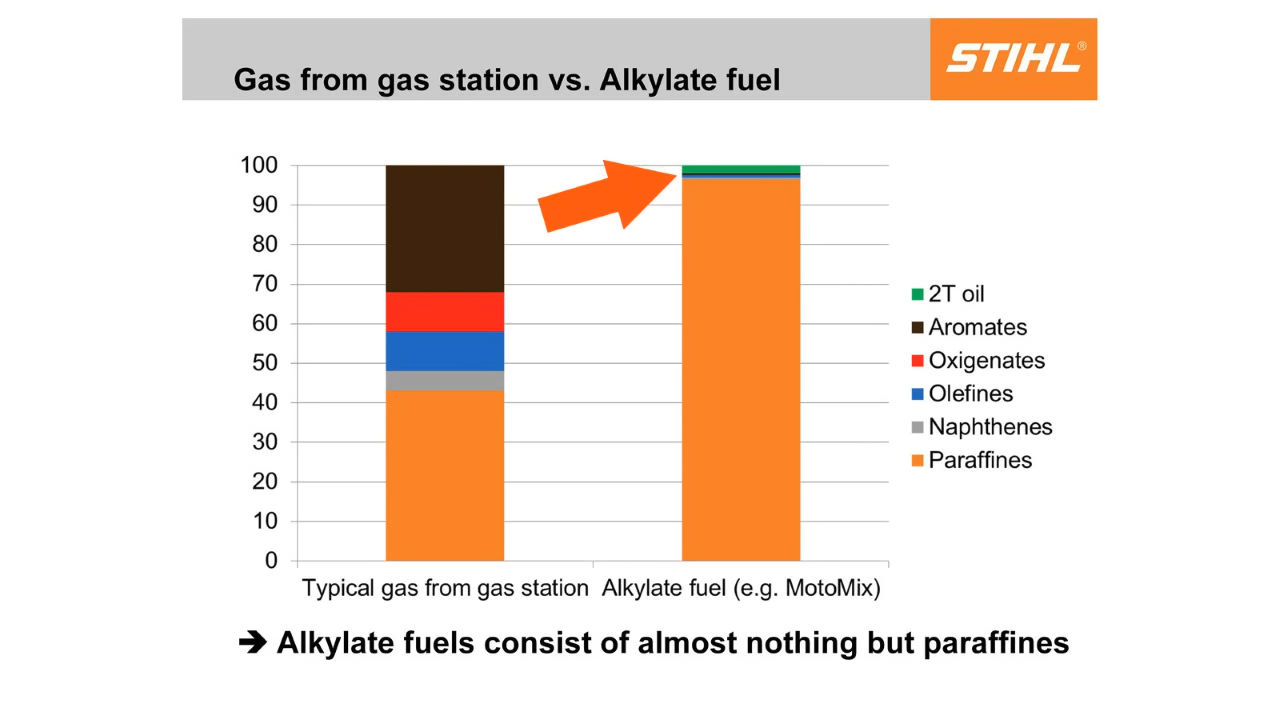 Gas from gas station vs. Alkylate fuel
STIHL®
100
90
80
70
60
50
40
30
20
10
0
2T oil
Aromates
Oxigenates
Olefines
Naphthenes
Paraffines
Typical gas from gas station
Alkylate fuel (e.g. MotoMix)
➔ Alkylate fuels consist of almost nothing but paraffines